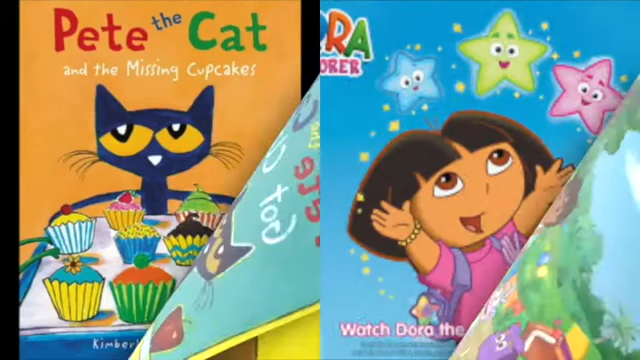 Pete the Cat
and the Missing Cupcakes
Kimberl
RA
ORER
Watch Dora the